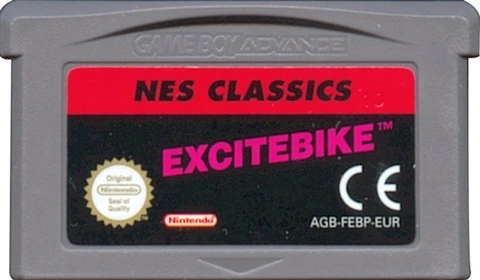 GAME BOY ADVANCE
NES CLASSICS
EXCITEBIKE™
Original
Nintendo
Seal of
Quality
Nintendo
CE
AGB-FEBP-EUR